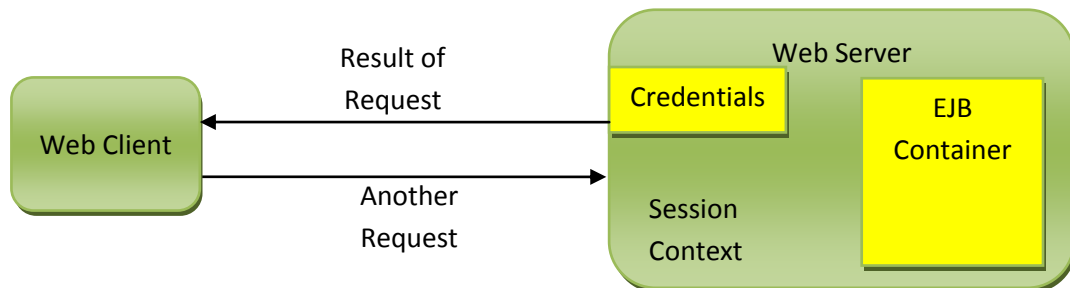 Web Client
Result of
Request
Another
Request
Web Server
Credentials
EJB
Container
Session
Context